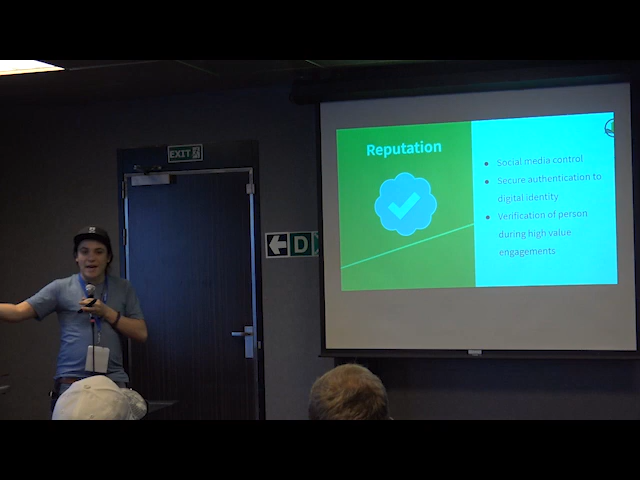 EXIT
D
Reputation
● Social media control
● Secure authentication to
digital identity
● Verification of person
during high value
engagements